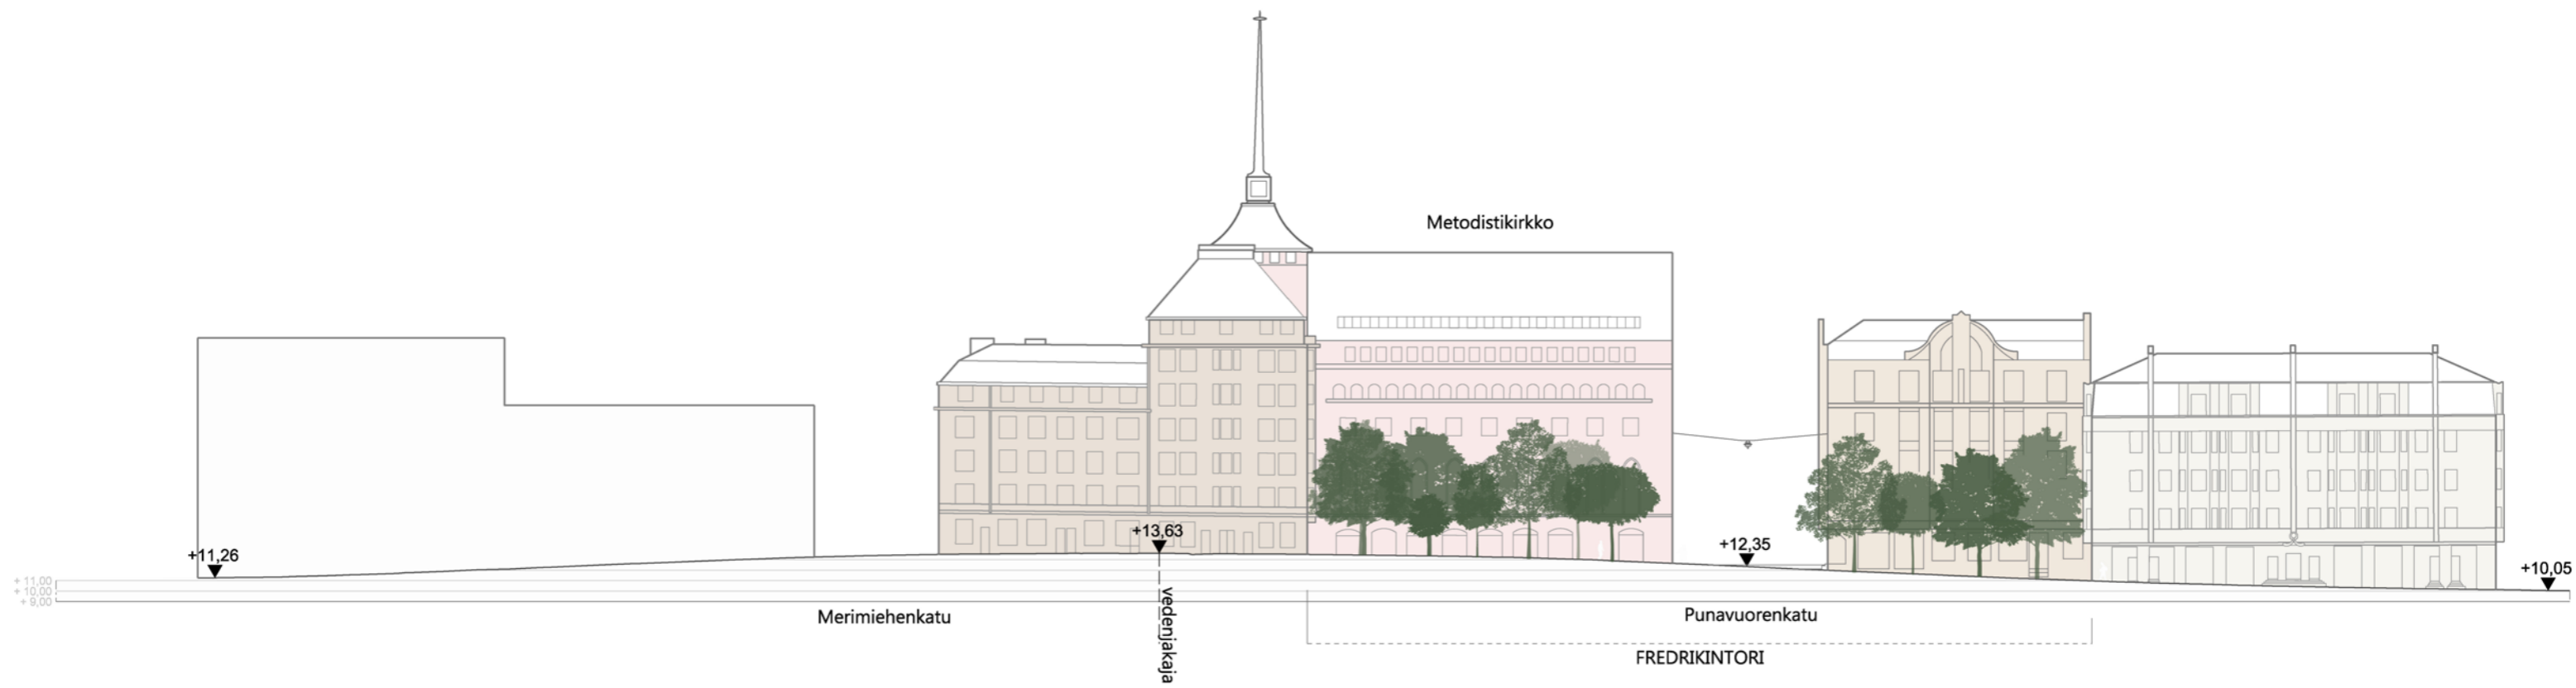 Metodistikirkko
+11,26
+13,63
+12,35
+10,05
+ 11,00
+ 10,00
+ 9,00
Merimiehenkatu
vedenjakaja
Punavuorenkatu
FREDRIKINTORI